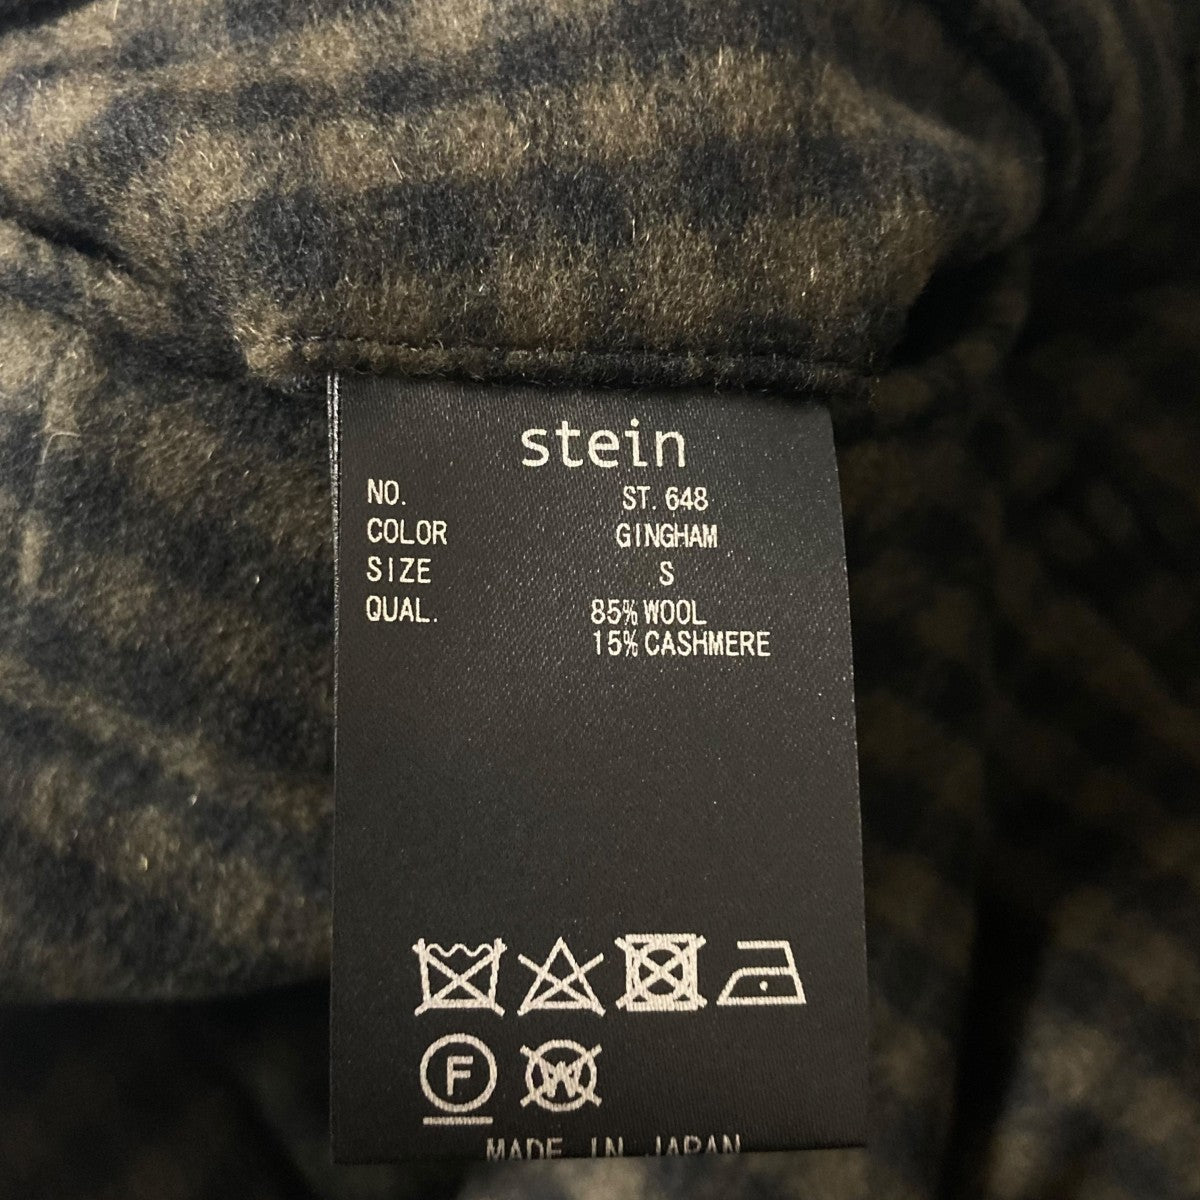 stein
NO. ST. 648
COLOR GINGHAM
SIZE S
QUAL. 85% WOOL
15% CASHMERE
F W
MADE IN JAPAN